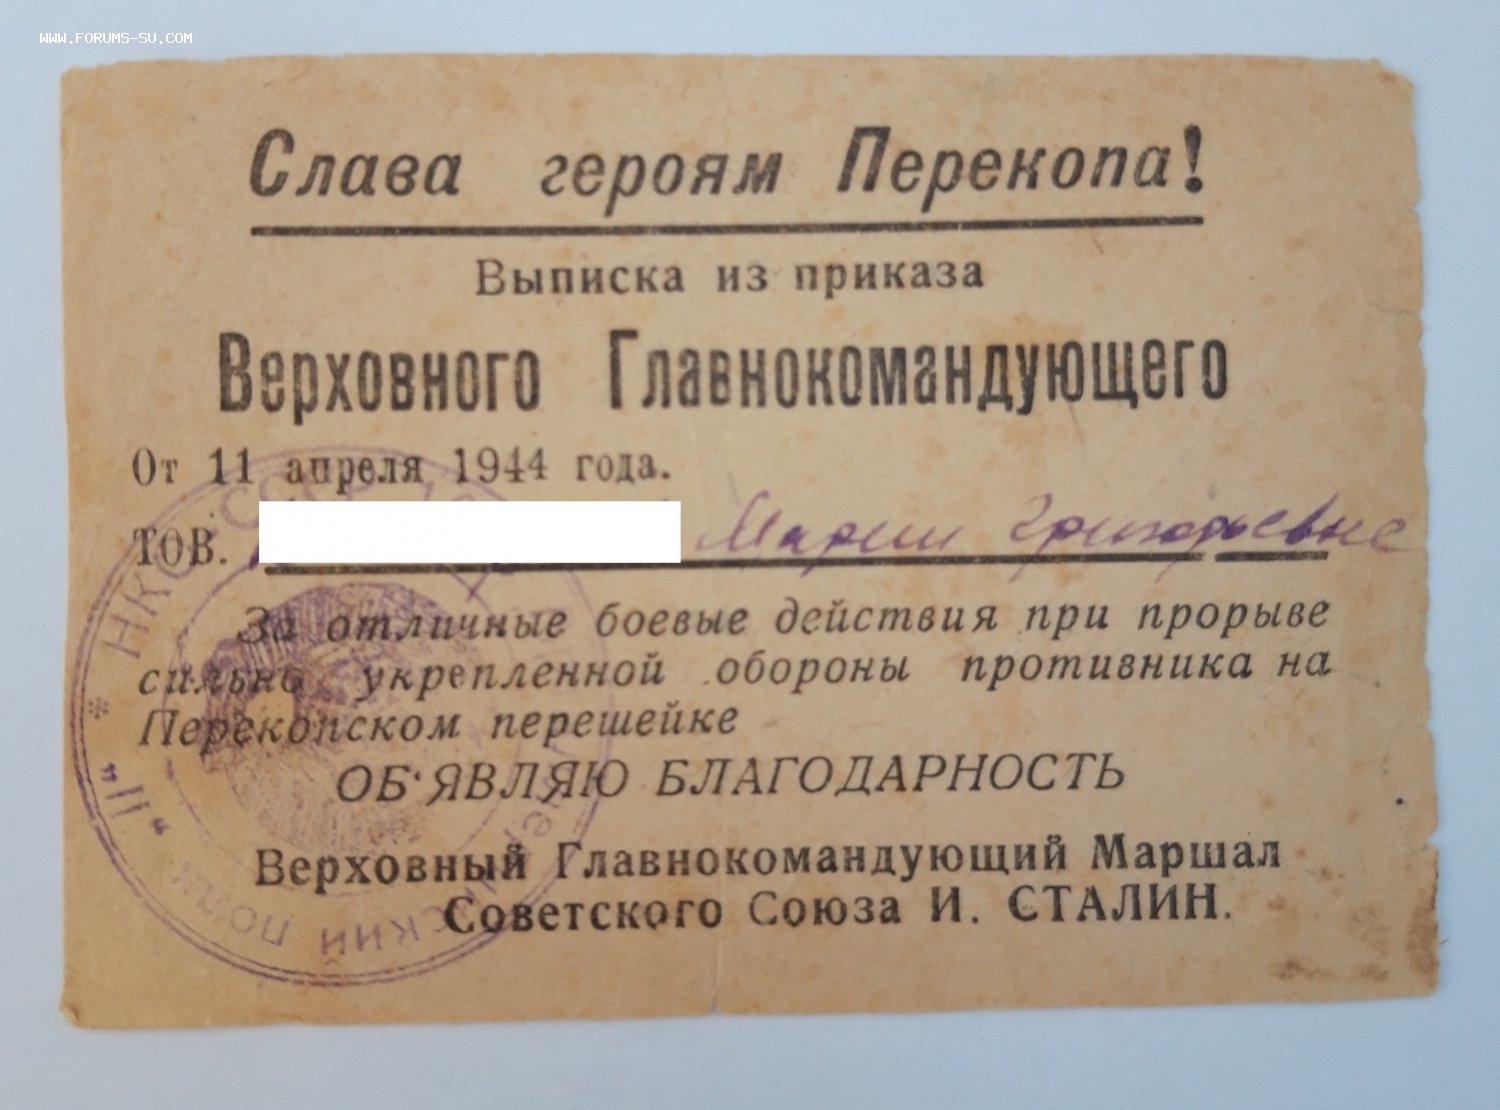 WWW.FORUMS-SU.COM
Слава героям Перекопа!
Выписка из приказа
Верховного Главнокомандующего
От 11 апреля 1944 года.
ТОВ. Марии Григорьевне
За отличные боевые действия при прорыве
сильно укрепленной обороны противника на
Перекопском перешейке
ОБ'ЯВЛЯЮ БЛАГОДАРНОСТЬ
Верховный Главнокомандующий Маршал
Советского Союза И. СТАЛИН.
НКО СССР